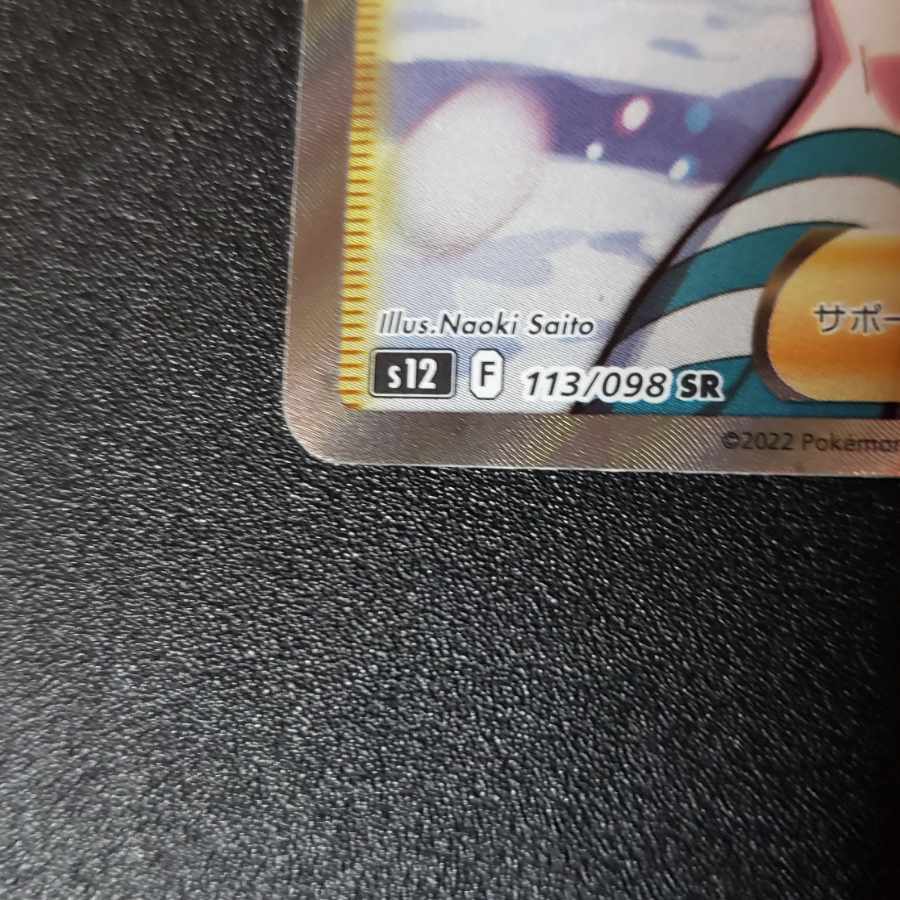 サポー
Illus.Naoki Saito
s12 F 113/098 SR
©2022 Pokémon